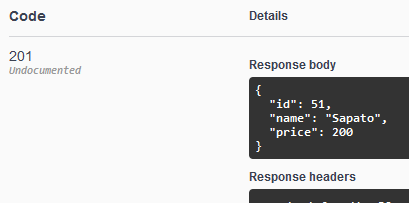 Code Details
201
Undocumented
Response body
{
"id": 51,
"name": "Sapato",
"price": 200
}
Response headers